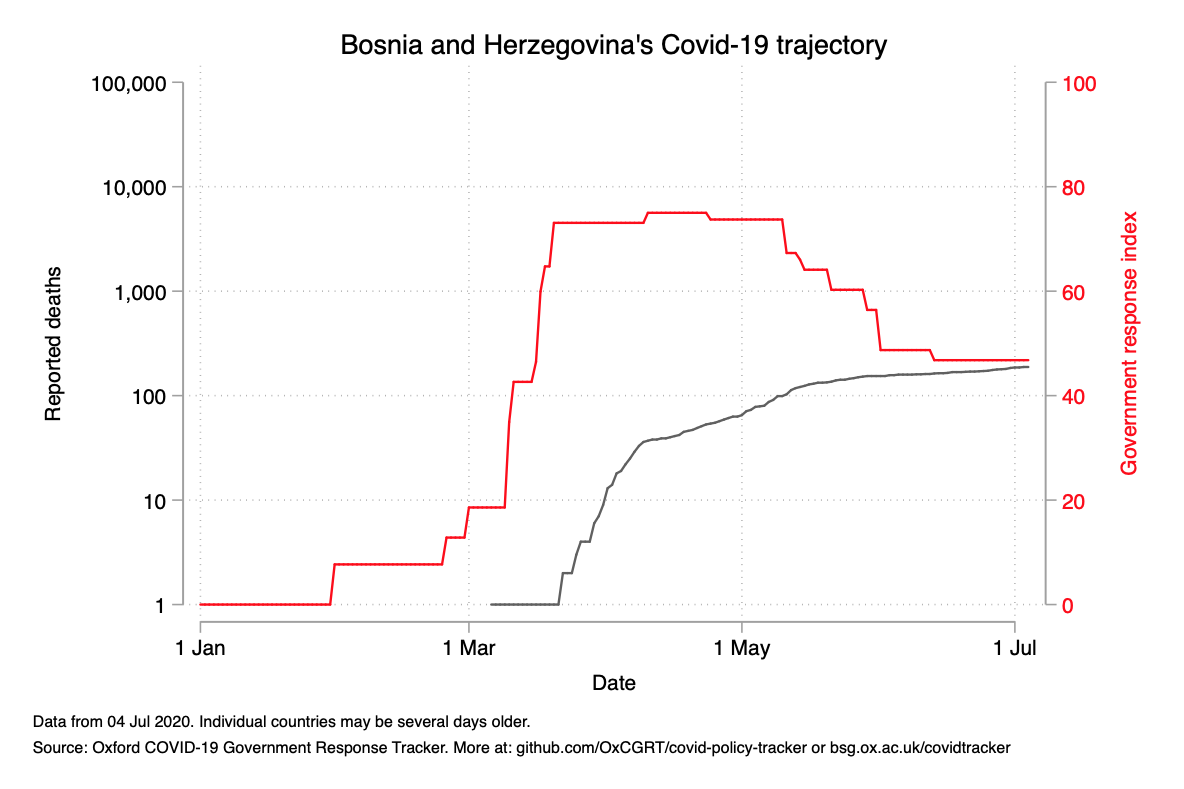 Bosnia and Herzegovina's Covid-19 trajectory
100,000
10,000
1,000
100
10
1
Reported deaths
100
80
60
40
20
0
Government response index
1 Jan
1 Mar
1 May
1 Jul
Date
Data from 04 Jul 2020. Individual countries may be several days older.
Source: Oxford COVID-19 Government Response Tracker. More at: github.com/OxCGRT/covid-policy-tracker or bsg.ox.ac.uk/covidtracker